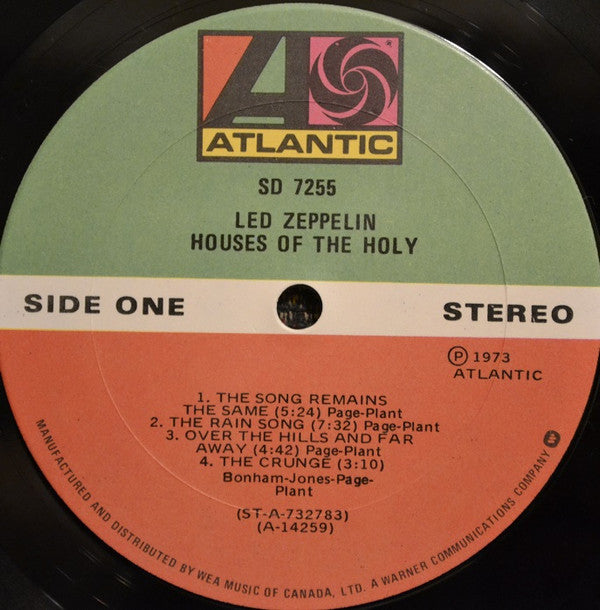 ATLANTIC
SD 7255
LED ZEPPELIN
HOUSES OF THE HOLY
SIDE ONE
STEREO
Ⓟ 1973
ATLANTIC
1. THE SONG REMAINS
THE SAME (5:24) Page-Plant
2. THE RAIN SONG (7:32) Page-Plant
3. OVER THE HILLS AND FAR
AWAY (4:42) Page-Plant
4. THE CRUNGE (3:10)
Bonham-Jones-Page-
Plant
(ST-A-732783)
(A-14259)
MANUFACTURED AND DISTRIBUTED BY WEA MUSIC OF CANADA, LTD. A WARNER COMMUNICATIONS COMPANY